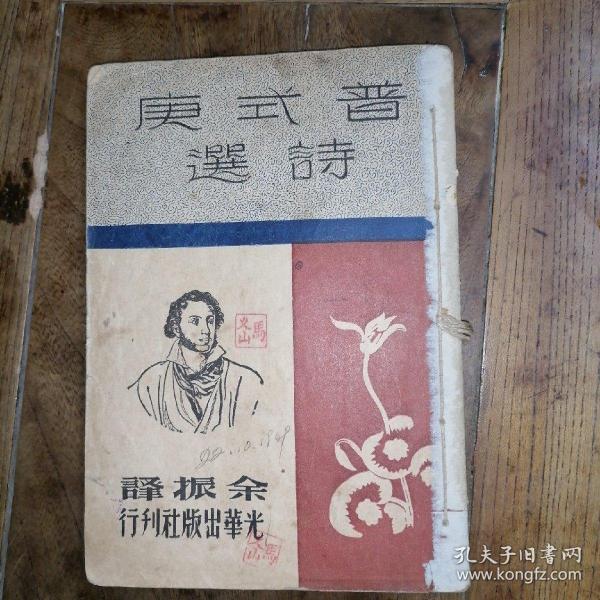 普式庚
詩選
余振譯
光華出版社刊行
孔夫子旧书网
www.kongfz.com